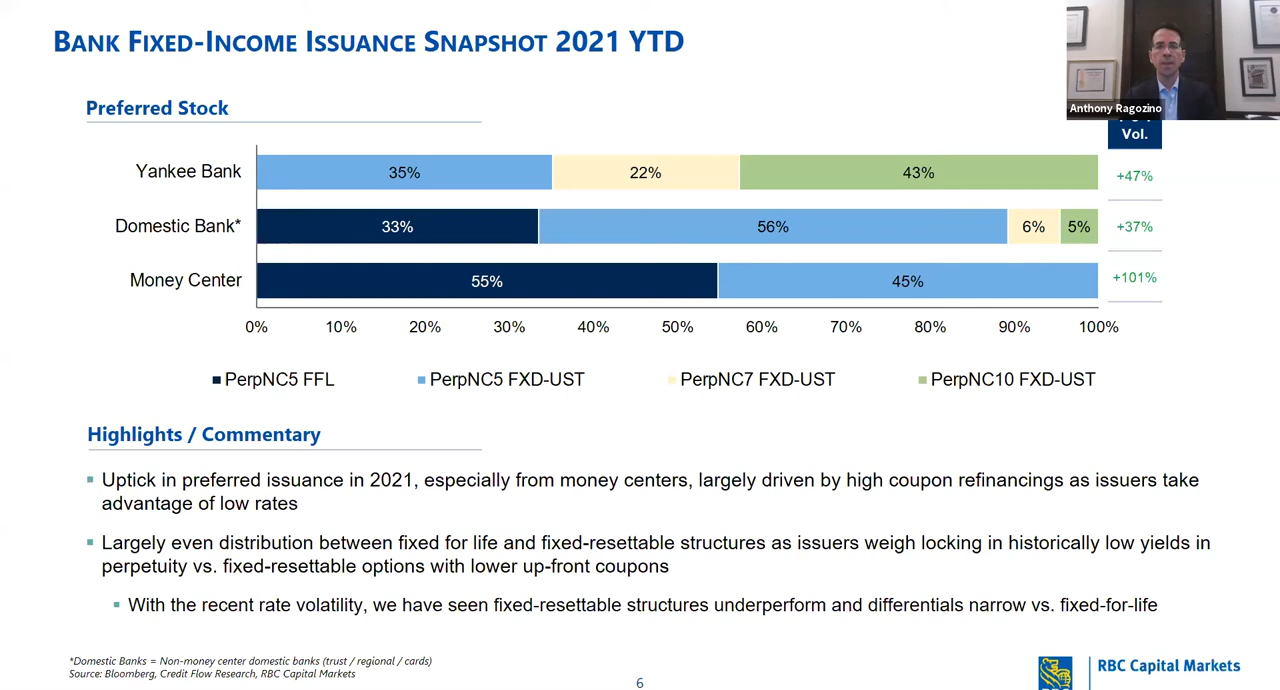 BANK FIXED-INCOME ISSUANCE SNAPSHOT 2021 YTD
Anthony Ragozino
Preferred Stock
Vol.
Yankee Bank
35%
22%
43%
+47%
Domestic Bank*
33%
56%
6%
5%
+37%
Money Center
55%
45%
+101%
0%
10%
20%
30%
40%
50%
60%
70%
80%
90%
100%
PerpNC5 FFL
PerpNC5 FXD-UST
PerpNC7 FXD-UST
PerpNC10 FXD-UST
Highlights / Commentary
Uptick in preferred issuance in 2021, especially from money centers, largely driven by high coupon refinancings as issuers take
advantage of low rates
Largely even distribution between fixed for life and fixed-resettable structures as issuers weigh locking in historically low yields in
perpetuity vs. fixed-resettable options with lower up-front coupons
With the recent rate volatility, we have seen fixed-resettable structures underperform and differentials narrow vs. fixed-for-life
*Domestic Banks = Non-money center domestic banks (trust / regional / cards)
Source: Bloomberg, Credit Flow Research, RBC Capital Markets
6
RBC
RBC Capital Markets